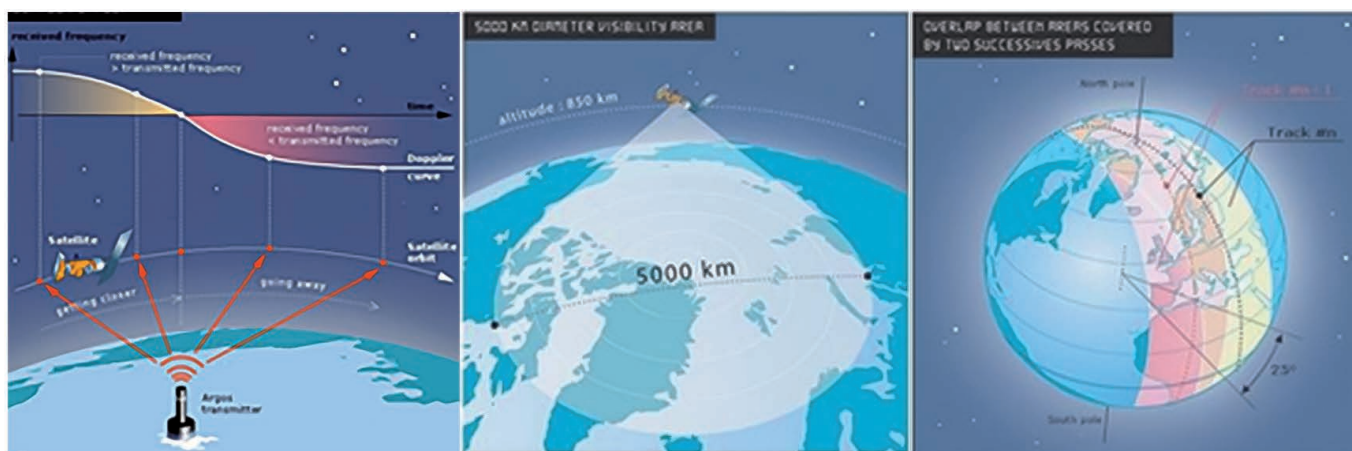 received frequency
received frequency
> transmitted frequency
time
received frequency
< transmitted frequency
Doppler
curve
Satellite
Satellite
orbit
getting closer
going away
Argos
transmitter
5000 KM DIAMETER VISIBILITY AREA
altitude : 850 km
5000 km
OVERLAP BETWEEN AREAS COVERED
BY TWO SUCCESSIVES PASSES
North pole
Track
Track
25°
South pole